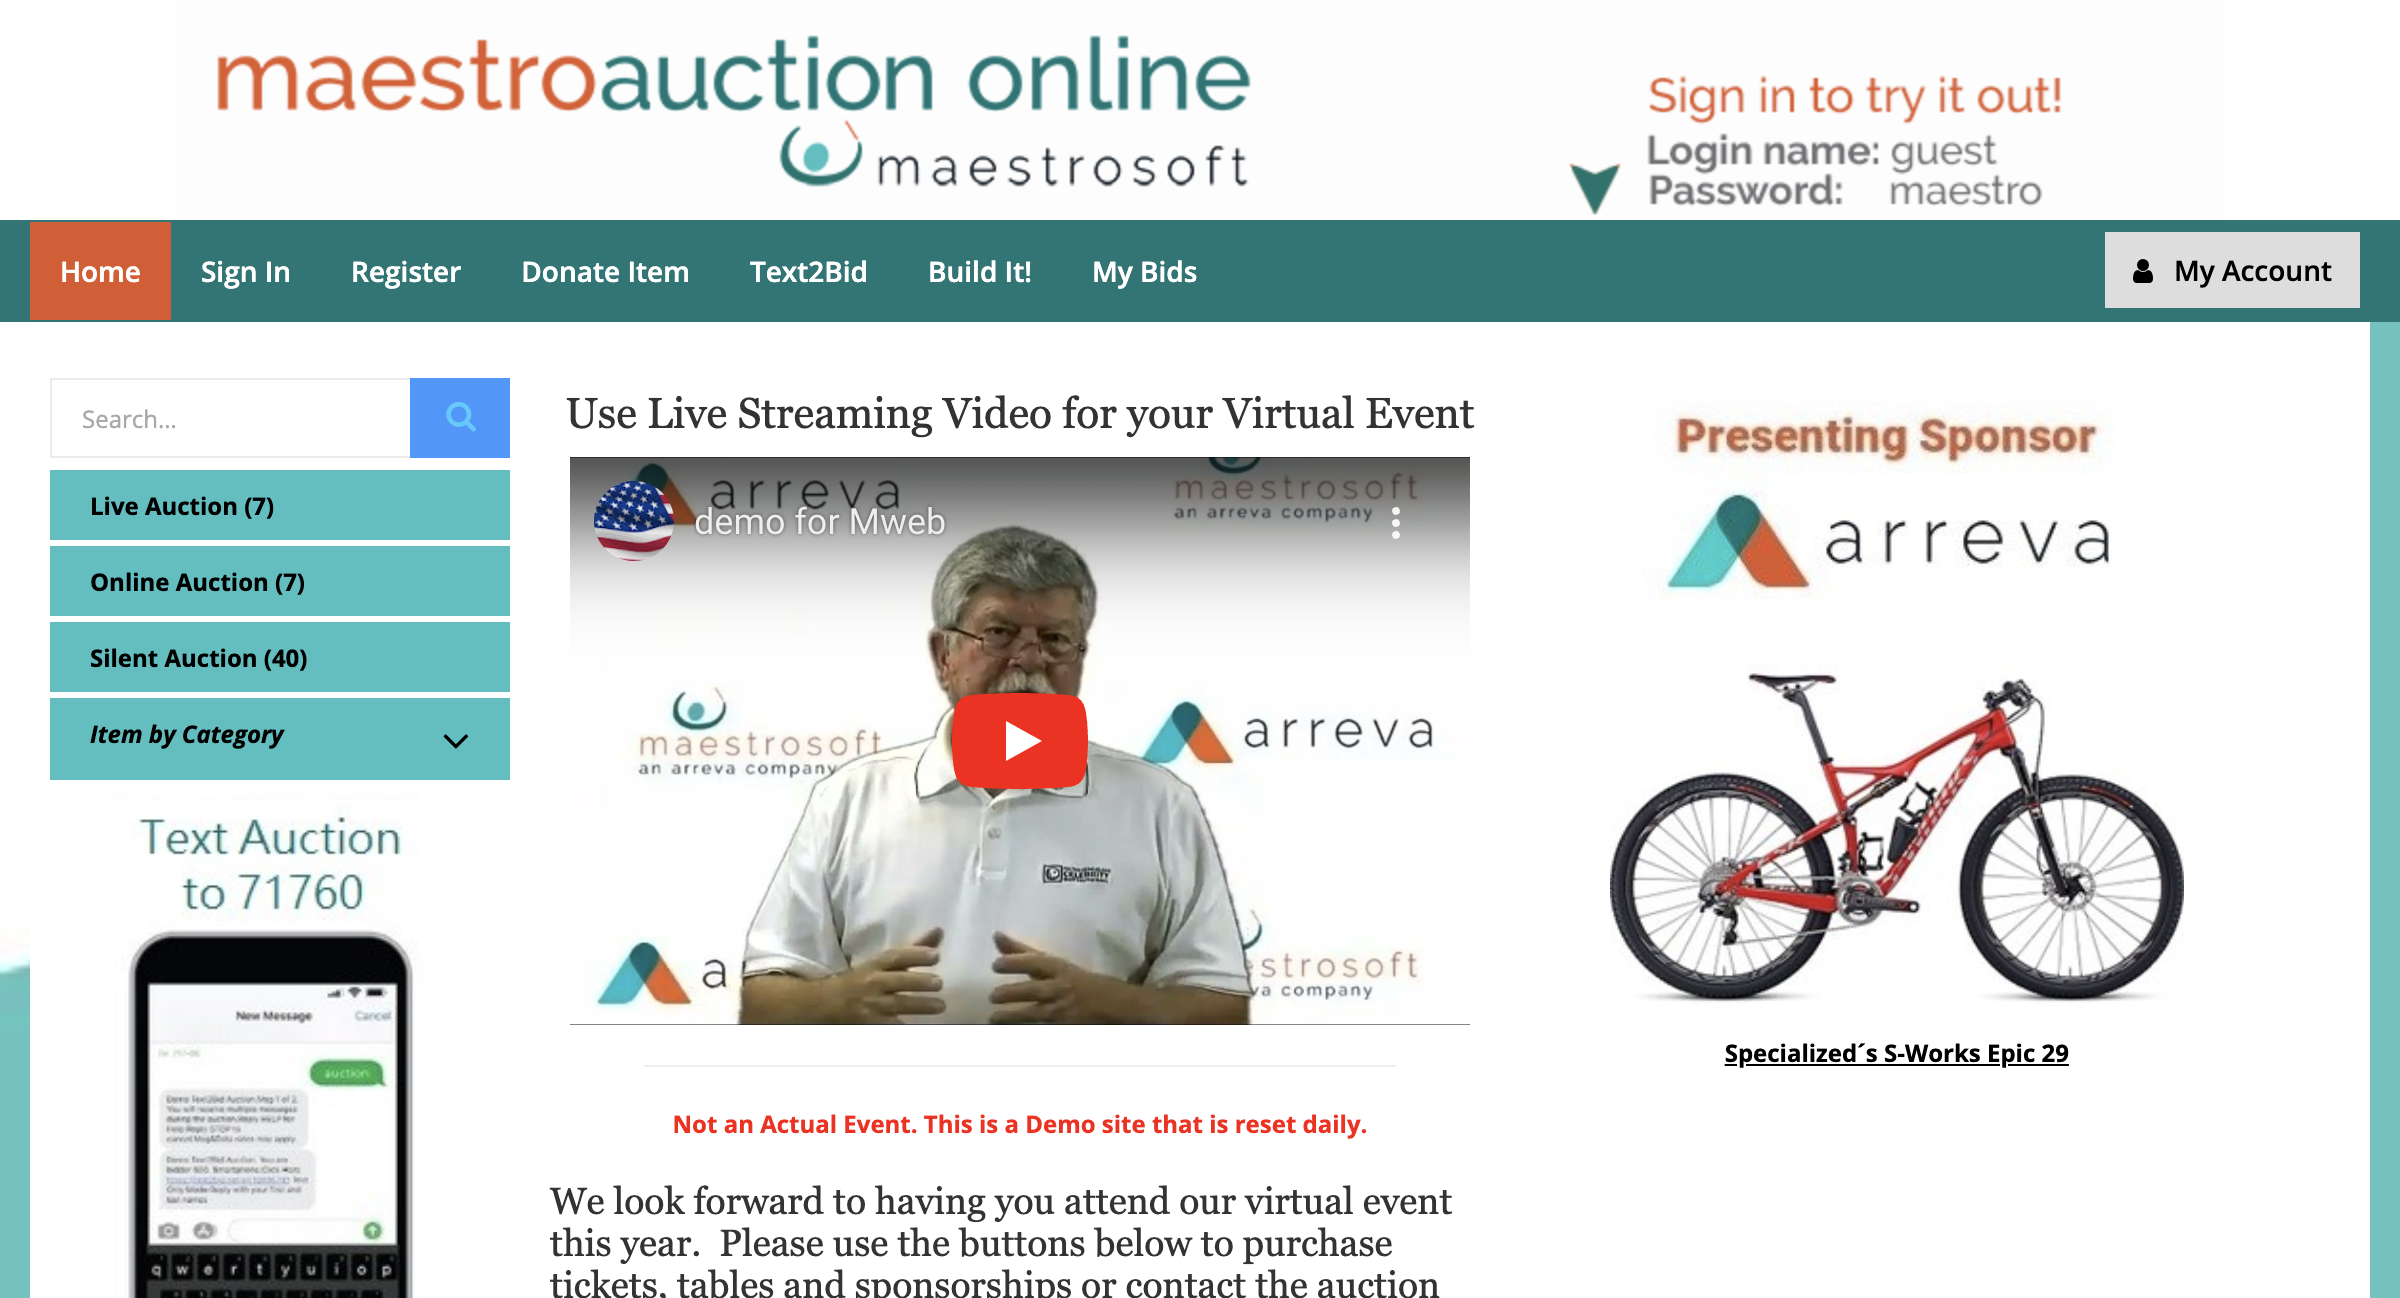 maestroauction online
maestrosoft
Sign in to try it out!
Login name: guest
Password: maestro
Home
Sign In
Register
Donate Item
Text2Bid
Build It!
My Bids
My Account
Search...
Live Auction (7)
Online Auction (7)
Silent Auction (40)
Item by Category
Text Auction
to 71760
New Message
Cancel
auction
q w e r t y u i o p
Use Live Streaming Video for your Virtual Event
arreva
maestrosoft
an arreva company
demo for Mweb
maestrosoft
an arreva company
arreva
CELEBRITY
a
strosoft
va company
Not an Actual Event. This is a Demo site that is reset daily.
We look forward to having you attend our virtual event
this year. Please use the buttons below to purchase
tickets, tables and sponsorships or contact the auction
Presenting Sponsor
arreva
Specialized´s S-Works Epic 29